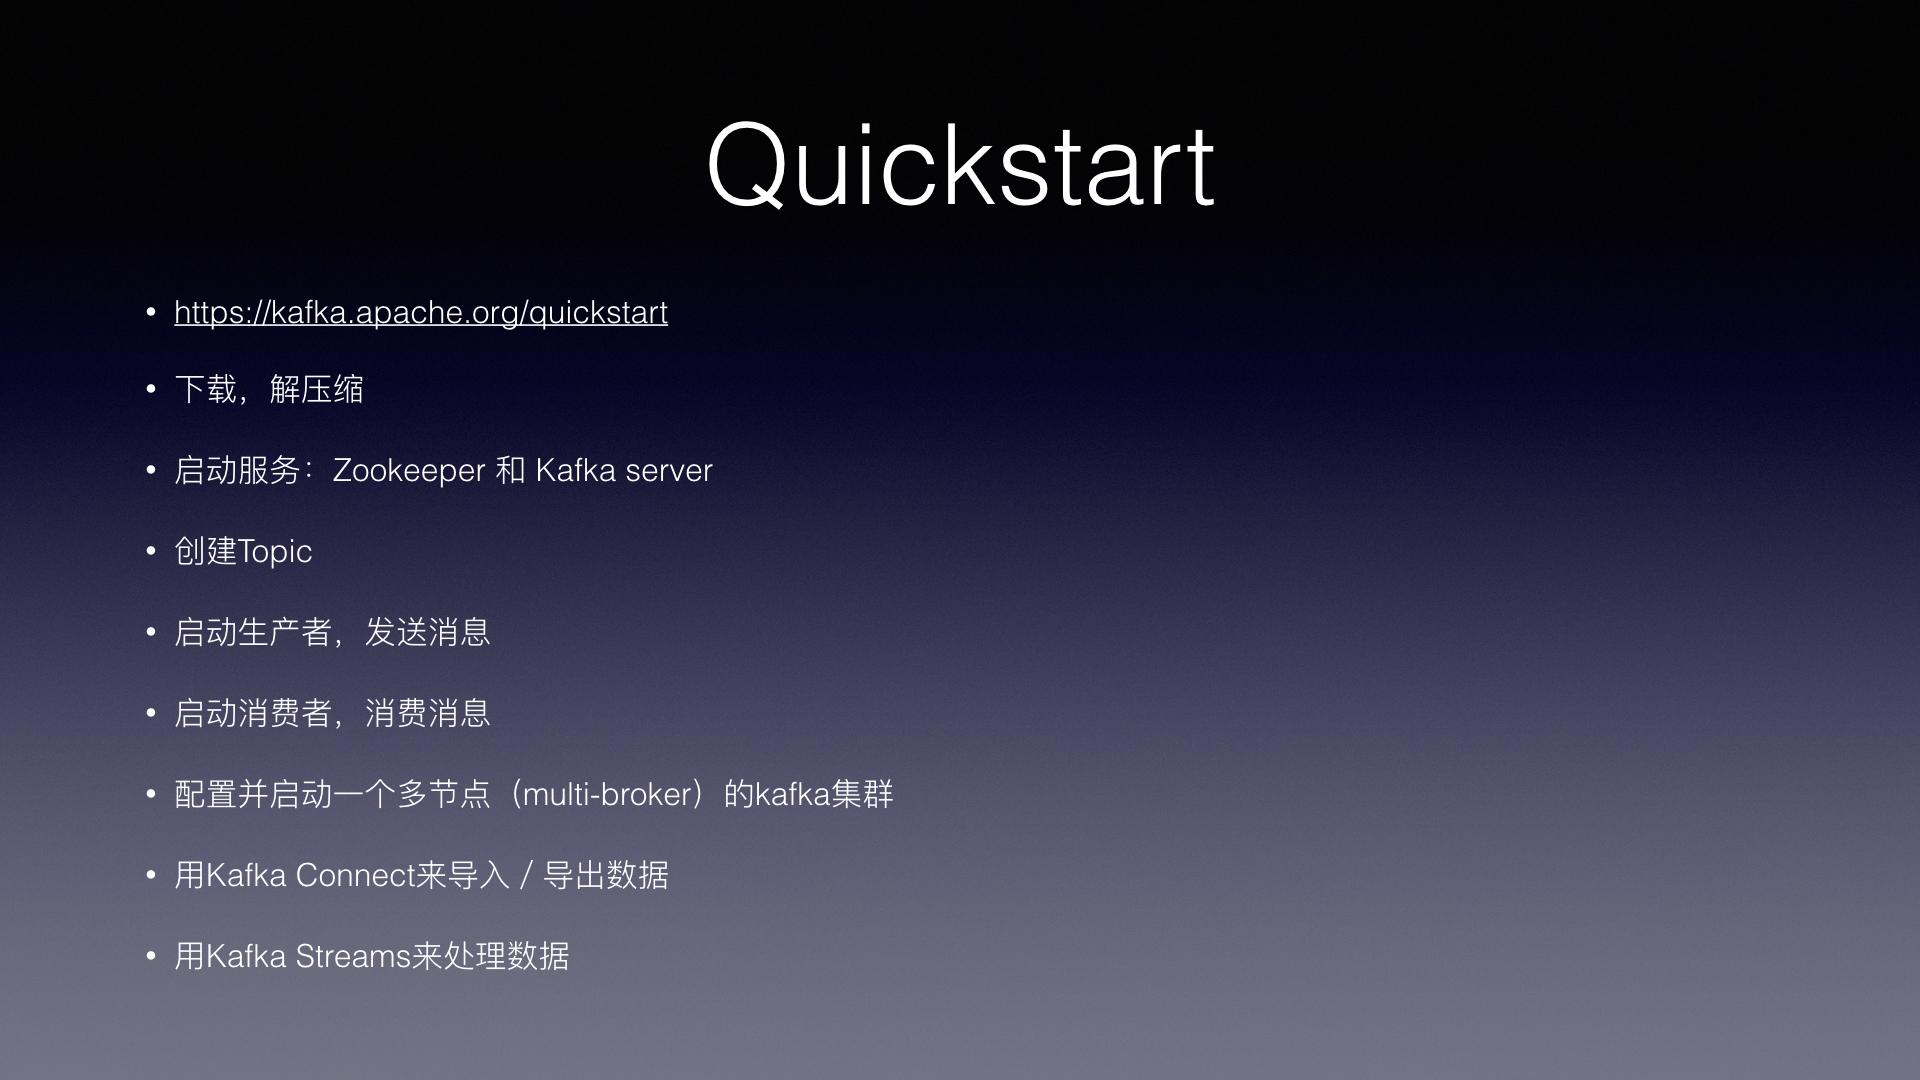 Quickstart
• https://kafka.apache.org/quickstart
• 下载，解压缩
• 启动服务：Zookeeper 和 Kafka server
• 创建Topic
• 启动生产者，发送消息
• 启动消费者，消费消息
• 配置并启动一个多节点（multi-broker）的kafka集群
• 用Kafka Connect来导入 / 导出数据
• 用Kafka Streams来处理数据